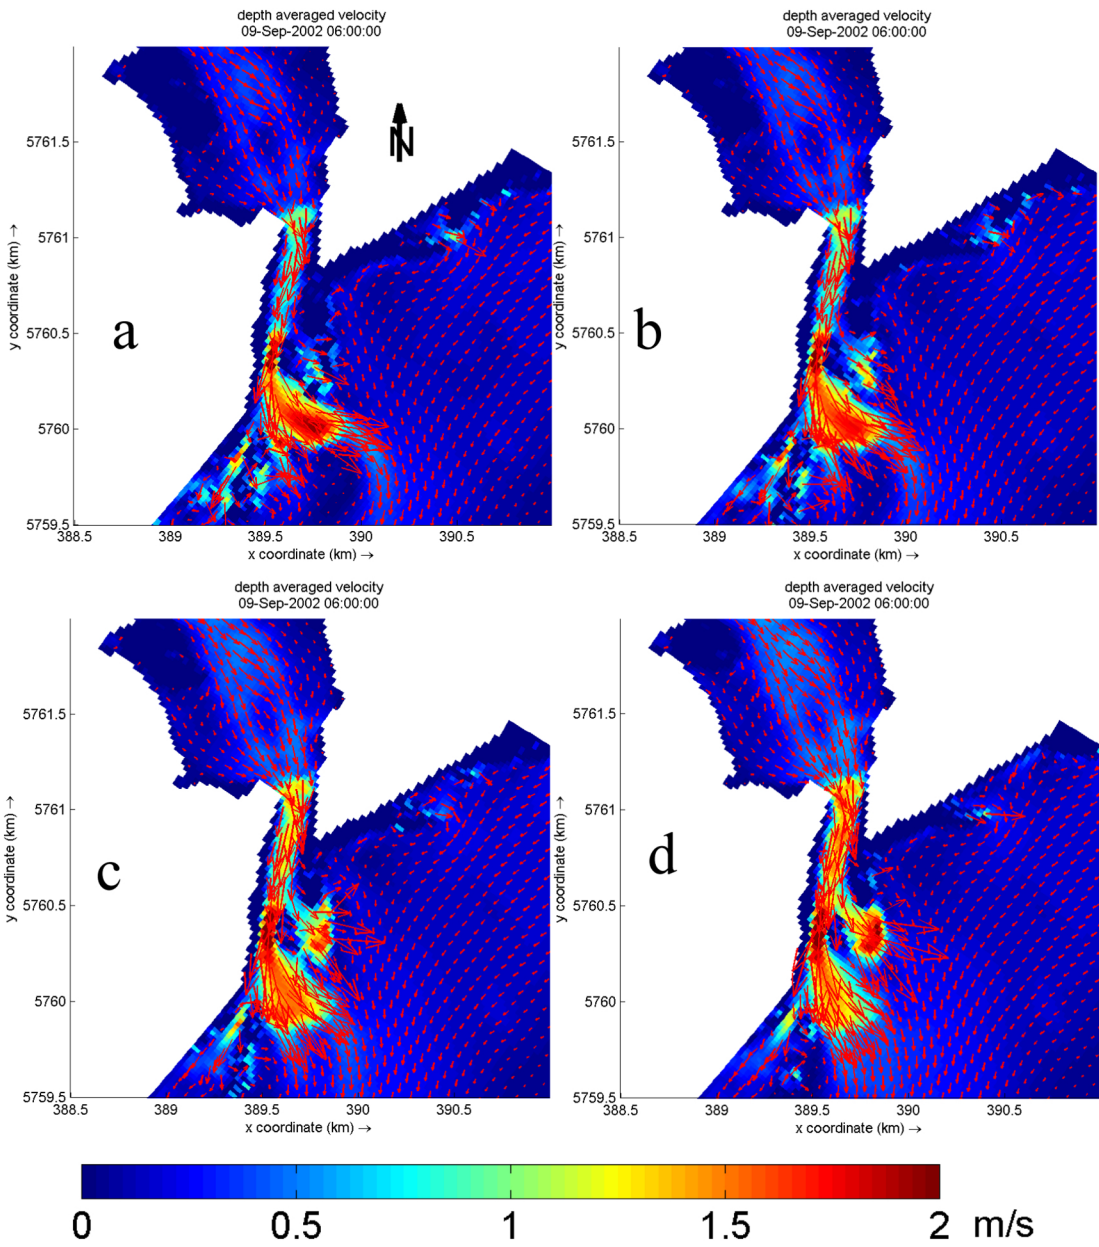 depth averaged velocity
09-Sep-2002 06:00:00
depth averaged velocity
09-Sep-2002 06:00:00
N
5761.5
5761
5760.5
5760
5759.5
y coordinate (km) →
a
388.5
389
389.5
390
390.5
x coordinate (km) →
5761.5
5761
5760.5
5760
5759.5
y coordinate (km) →
b
388.5
389
389.5
390
390.5
x coordinate (km) →
depth averaged velocity
09-Sep-2002 06:00:00
depth averaged velocity
09-Sep-2002 06:00:00
5761.5
5761
5760.5
5760
5759.5
y coordinate (km) →
c
388.5
389
389.5
390
390.5
x coordinate (km) →
5761.5
5761
5760.5
5760
5759.5
y coordinate (km) →
d
388.5
389
389.5
390
390.5
x coordinate (km) →
0 0.5 1 1.5 2 m/s